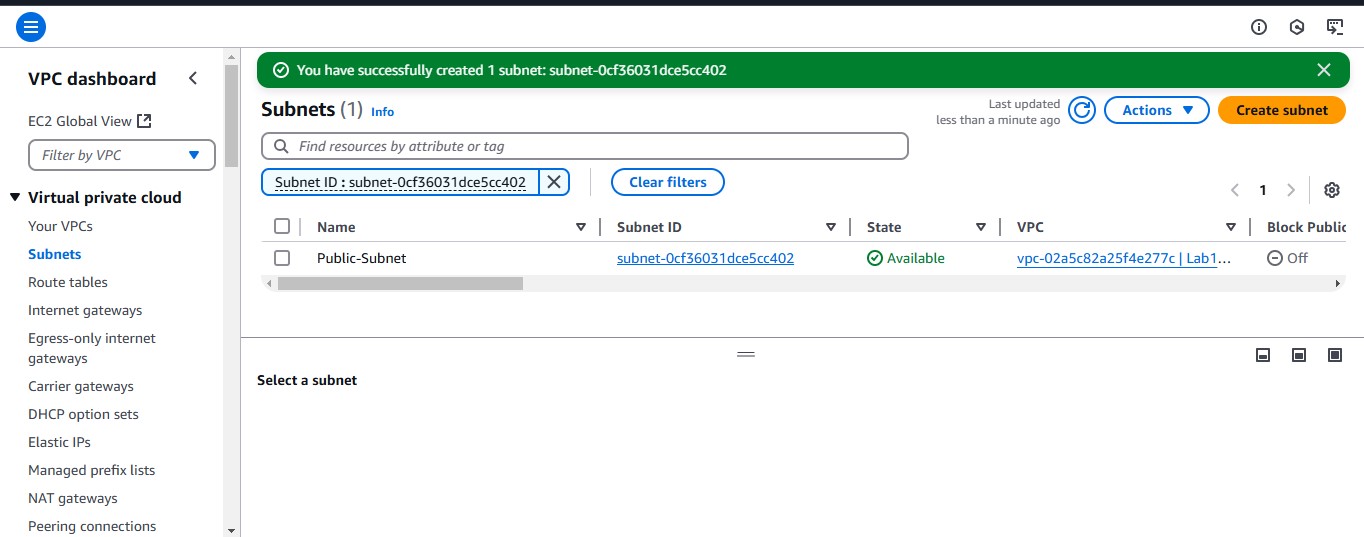 VPC dashboard
EC2 Global View
Filter by VPC
Virtual private cloud
Your VPCs
Subnets
Route tables
Internet gateways
Egress-only internet
gateways
Carrier gateways
DHCP option sets
Elastic IPs
Managed prefix lists
NAT gateways
Peering connections
You have successfully created 1 subnet: subnet-0cf36031dce5cc402
Subnets (1) Info
Last updated
less than a minute ago
Actions
Create subnet
Find resources by attribute or tag
Subnet ID : subnet-0cf36031dce5cc402
Clear filters
1
Name Subnet ID State VPC Block Public
Public-Subnet subnet-0cf36031dce5cc402 Available vpc-02a5c82a25f4e277c | Lab1... Off
Select a subnet